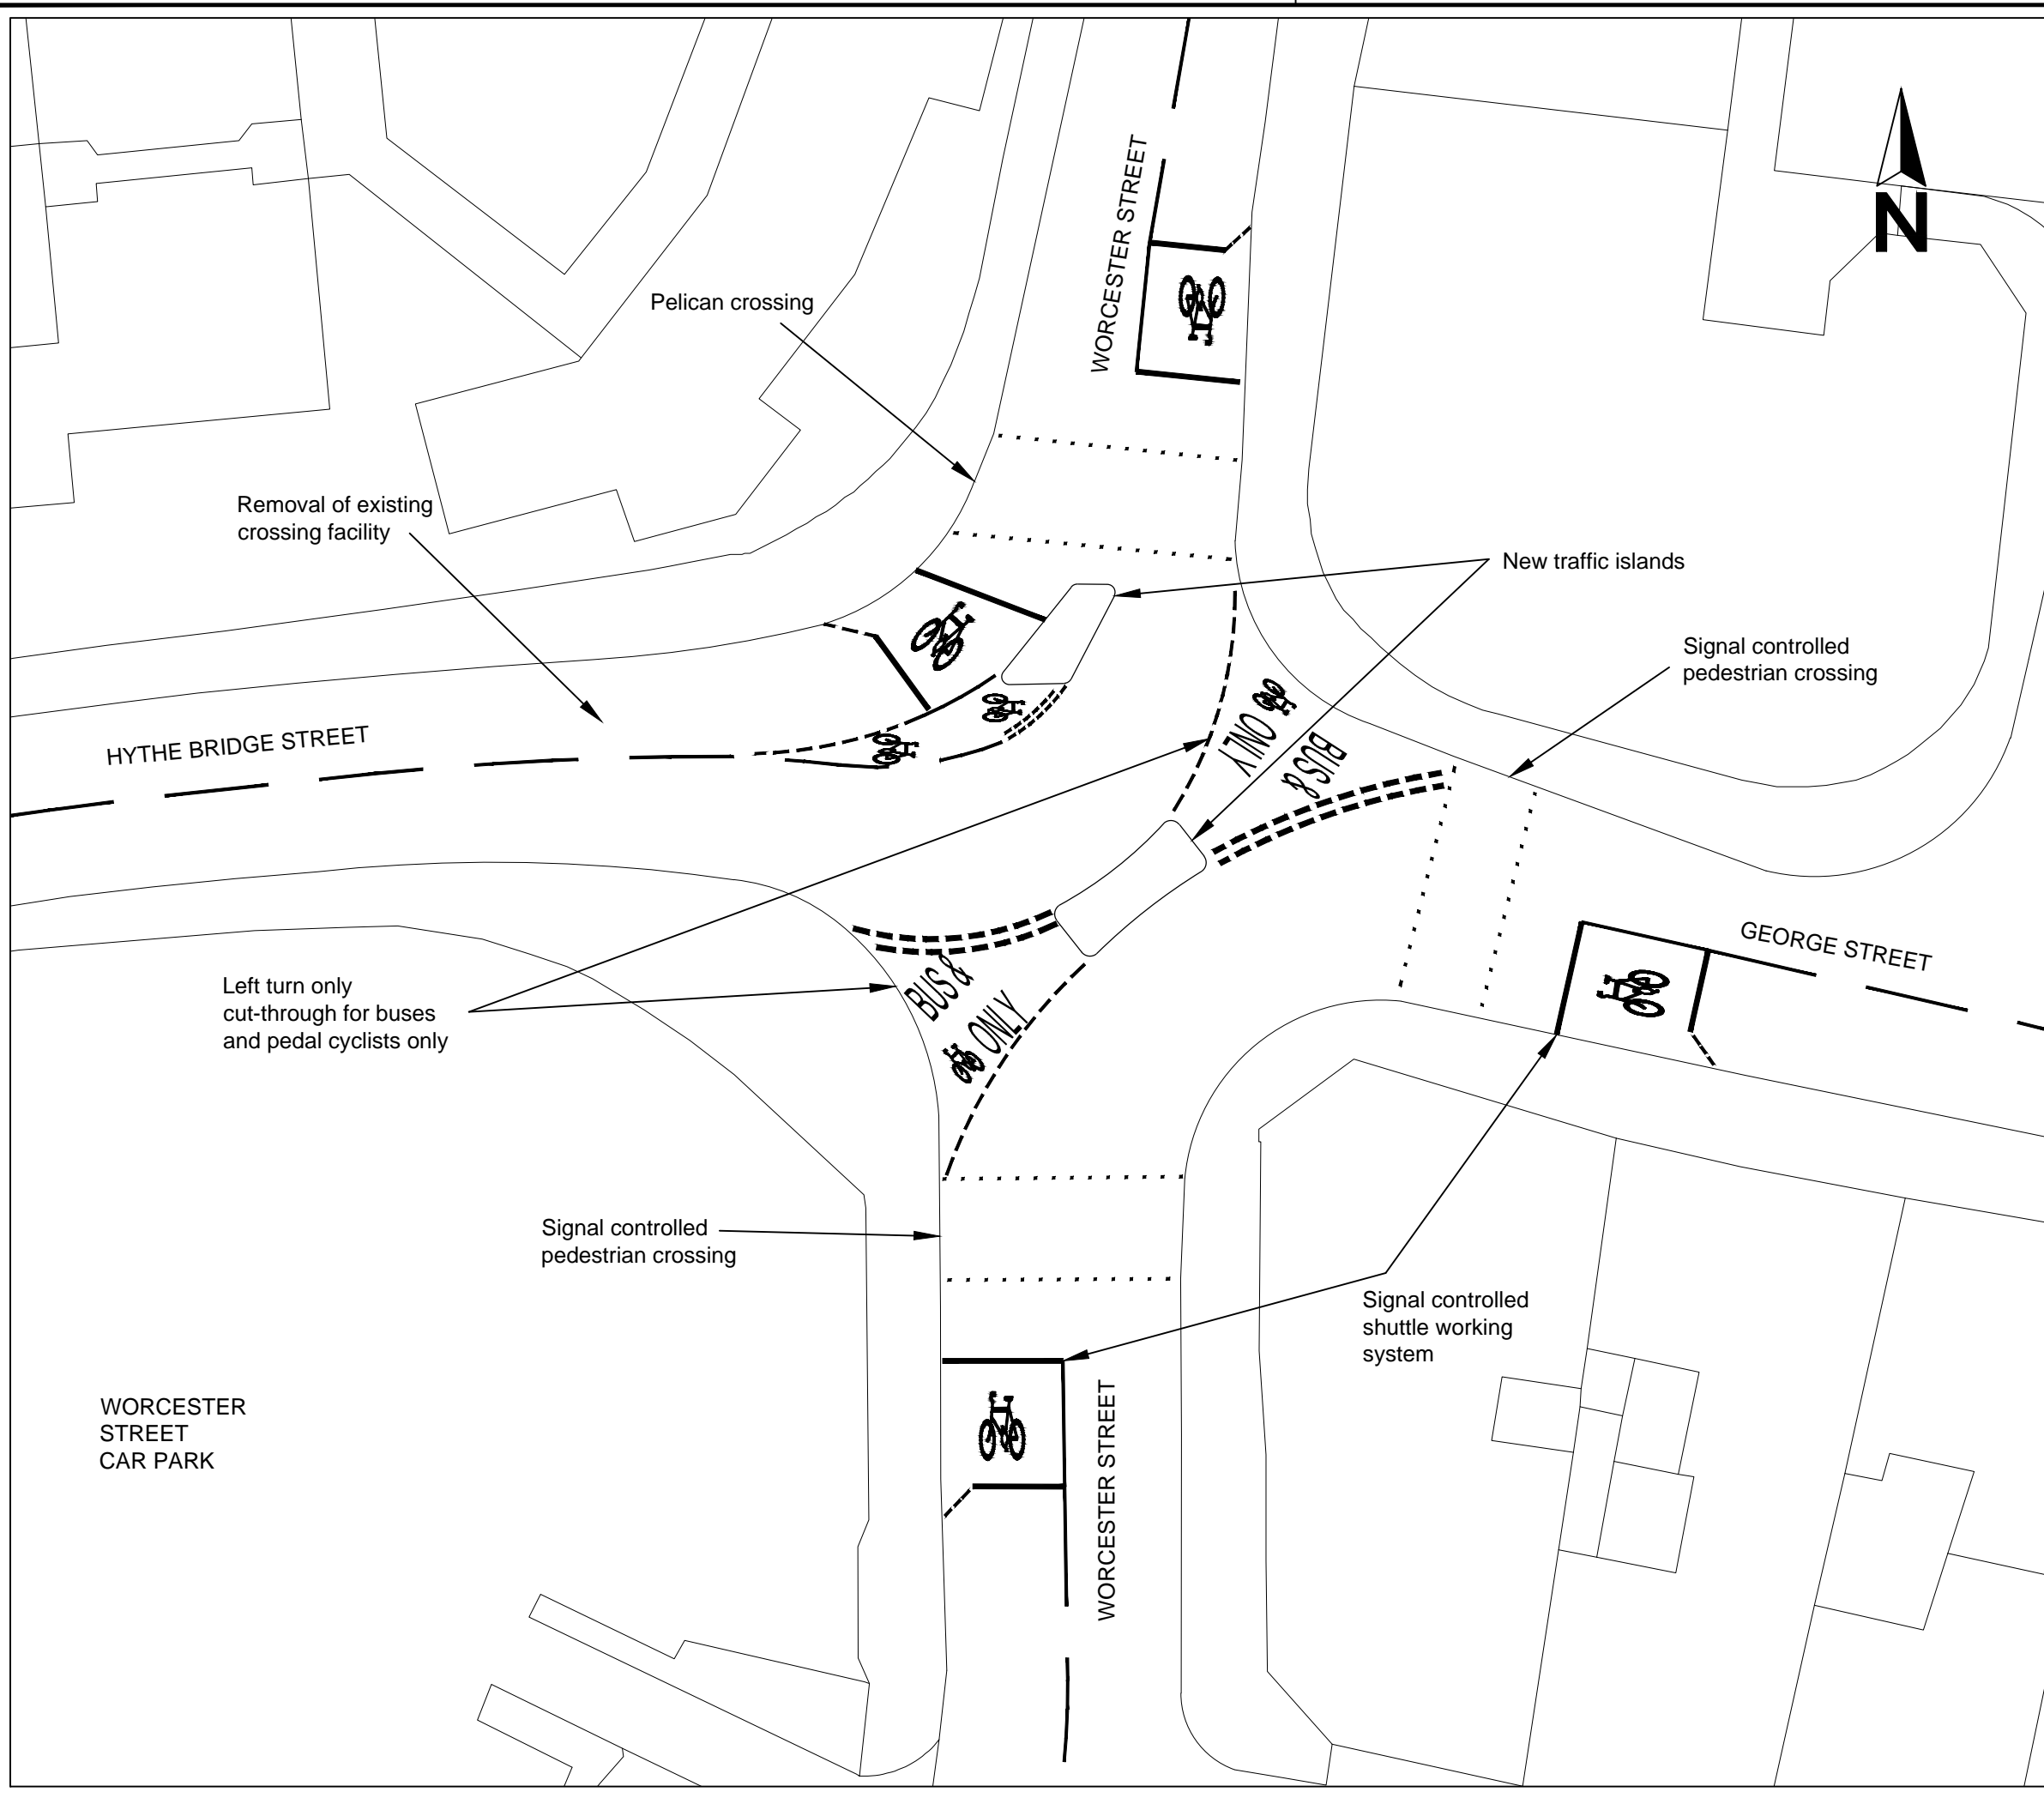 WORCESTER STREET
N
Pelican crossing
Removal of existing
crossing facility
New traffic islands
Signal controlled
pedestrian crossing
HYTHE BRIDGE STREET
ONLY
BUS &
GEORGE STREET
Left turn only
cut-through for buses
and pedal cyclists only
BUS &
ONLY
Signal controlled
pedestrian crossing
Signal controlled
shuttle working
system
WORCESTER
STREET
CAR PARK
WORCESTER STREET